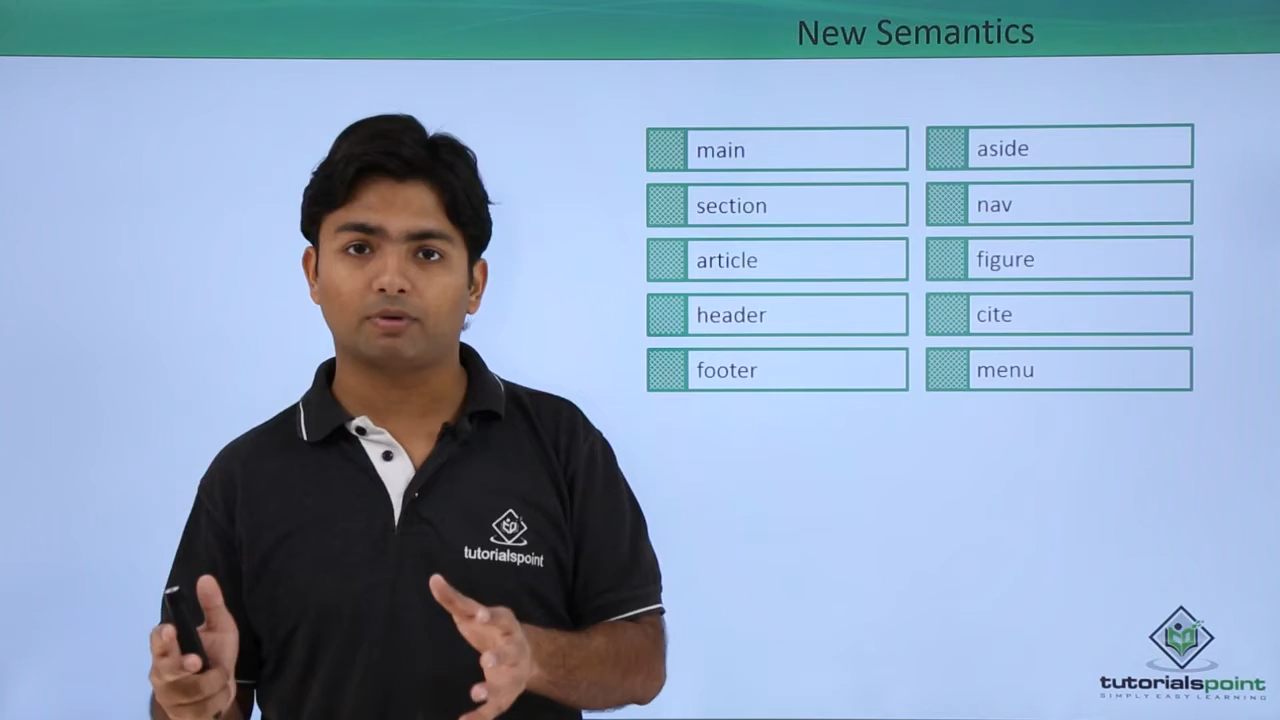 New Semantics
main
section
article
header
footer
aside
nav
figure
cite
menu
tutorialspoint
tutorialspoint
SIMPLY EASY LEARNING